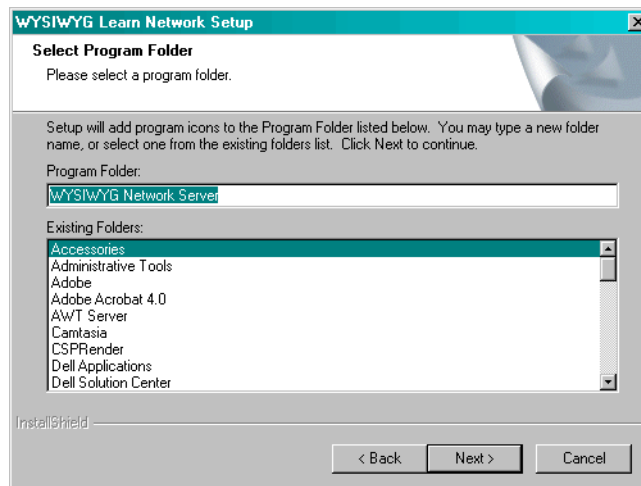 WYSIWYG Learn Network Setup
Select Program Folder
Please select a program folder.
Setup will add program icons to the Program Folder listed below.  You may type a new folder
name, or select one from the existing folders list.  Click Next to continue.
Program Folder:
WYSIWYG Network Server
Existing Folders:
Accessories
Administrative Tools
Adobe
Adobe Acrobat 4.0
AWT Server
Camtasia
CSPRender
Dell Applications
Dell Solution Center
InstallShield
< Back
Next >
Cancel